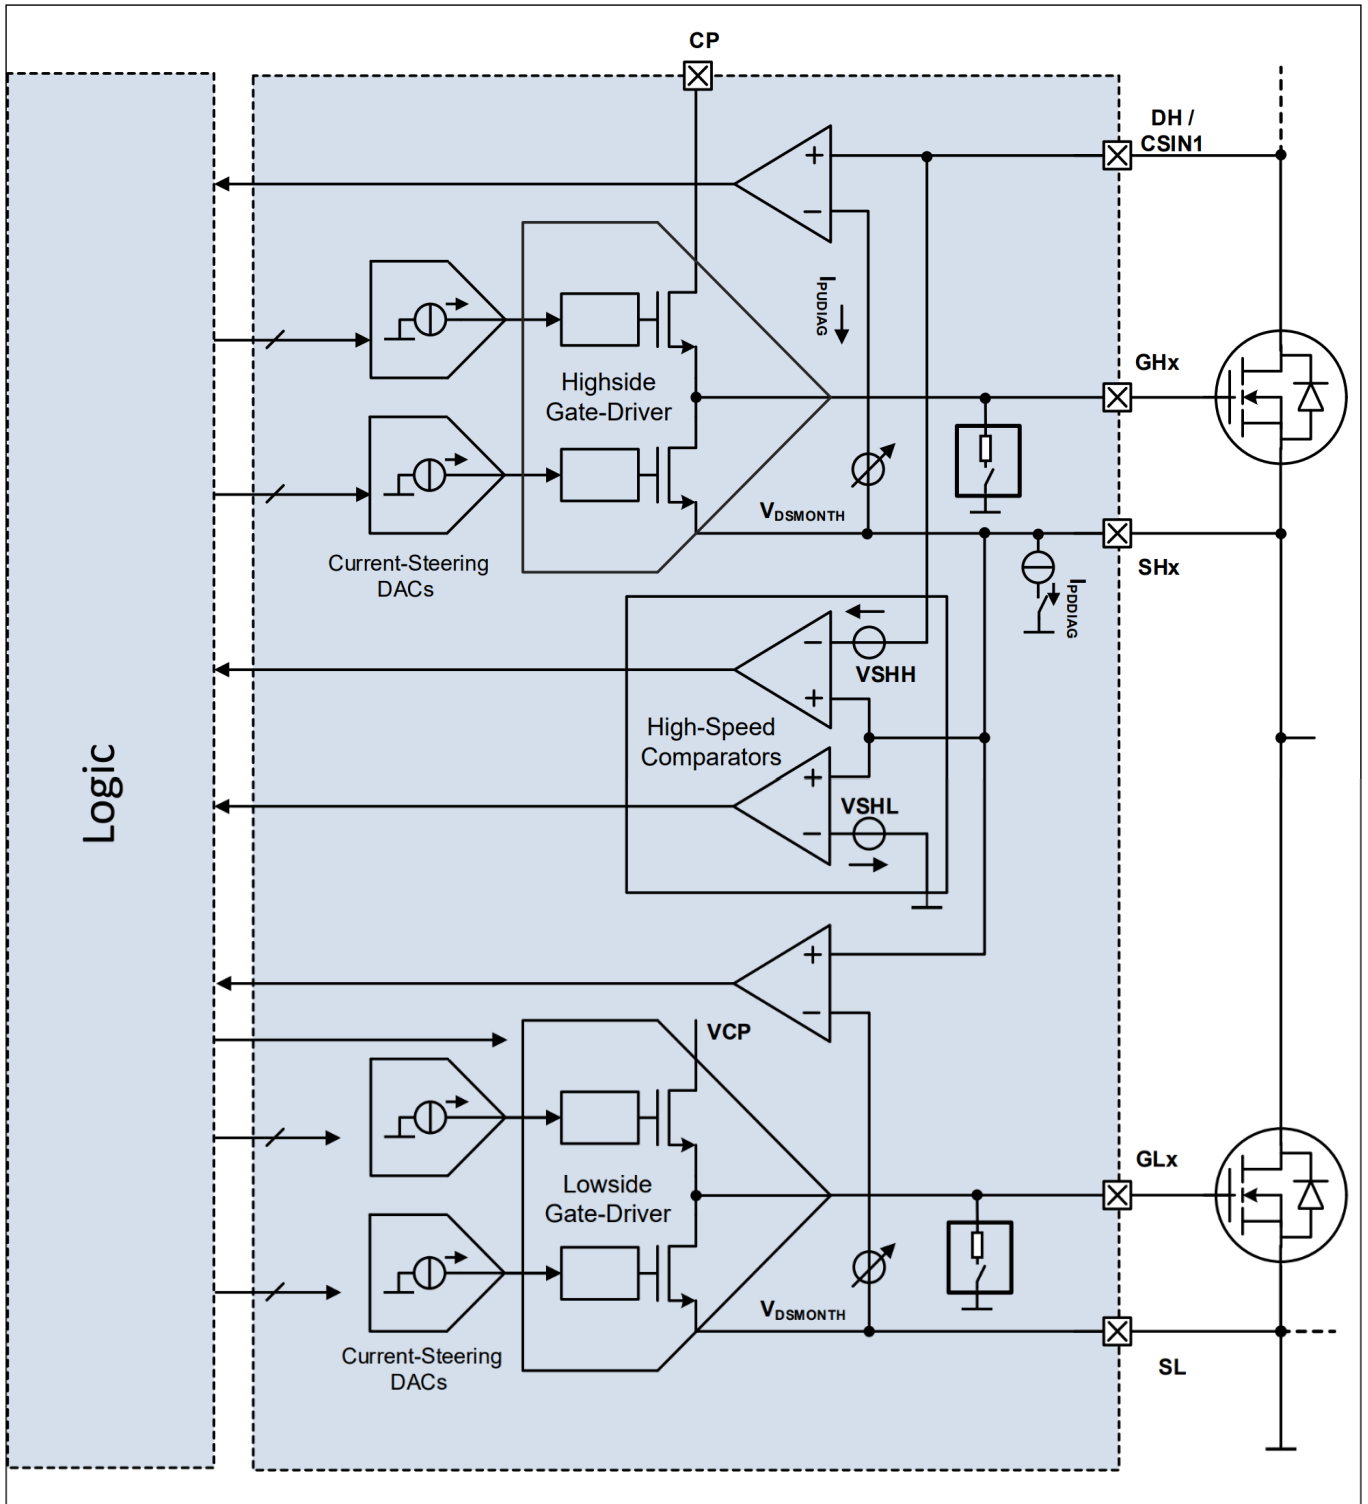 CP
DH /
CSIN1
+
−
IPUDIAG
GHx
Highside
Gate-Driver
VDSMONTH
SHx
Current-Steering
DACs
IPDDIAG
−
VSHH
+
High-Speed
Comparators
+
VSHL
−
Logic
+
−
VCP
GLx
Lowside
Gate-Driver
VDSMONTH
SL
Current-Steering
DACs